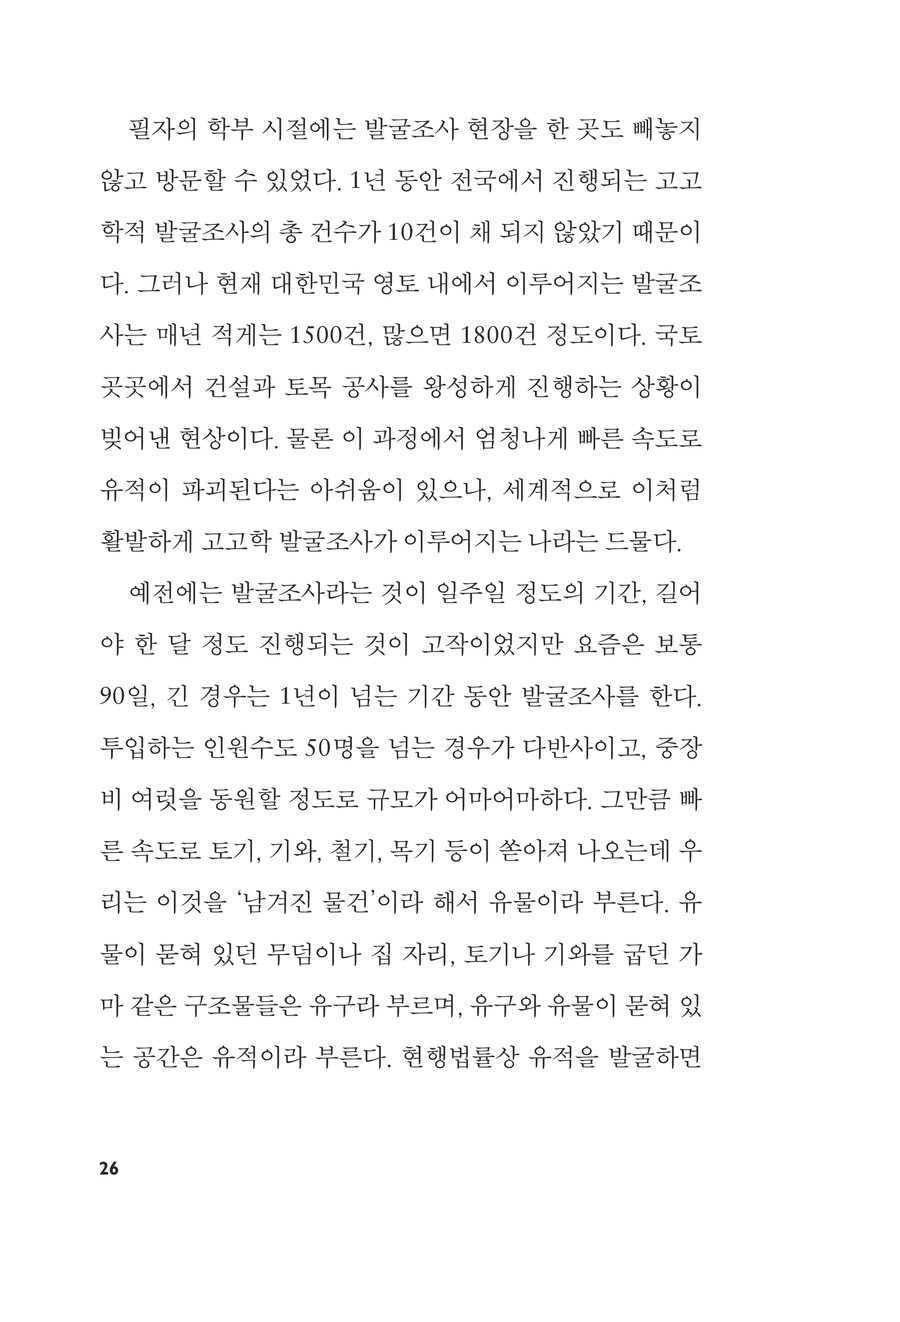 필자의 학부 시절에는 발굴조사 현장을 한 곳도 빼놓지
않고 방문할 수 있었다. 1년 동안 전국에서 진행되는 고고
학적 발굴조사의 총 건수가 10건이 채 되지 않았기 때문이
다. 그러나 현재 대한민국 영토 내에서 이루어지는 발굴조
사는 매년 적게는 1500건, 많으면 1800건 정도이다. 국토
곳곳에서 건설과 토목 공사를 왕성하게 진행하는 상황이
빚어낸 현상이다. 물론 이 과정에서 엄청나게 빠른 속도로
유적이 파괴된다는 아쉬움이 있으나, 세계적으로 이처럼
활발하게 고고학 발굴조사가 이루어지는 나라는 드물다.
예전에는 발굴조사라는 것이 일주일 정도의 기간, 길어
야 한 달 정도 진행되는 것이 고작이었지만 요즘은 보통
90일, 긴 경우는 1년이 넘는 기간 동안 발굴조사를 한다.
투입하는 인원수도 50명을 넘는 경우가 다반사이고, 중장
비 여럿을 동원할 정도로 규모가 어마어마하다. 그만큼 빠
른 속도로 토기, 기와, 철기, 목기 등이 쏟아져 나오는데 우
리는 이것을 ‘남겨진 물건’이라 해서 유물이라 부른다. 유
물이 묻혀 있던 무덤이나 집 자리, 토기나 기와를 굽던 가
마 같은 구조물들은 유구라 부르며, 유구와 유물이 묻혀 있
는 공간은 유적이라 부른다. 현행법률상 유적을 발굴하면
26